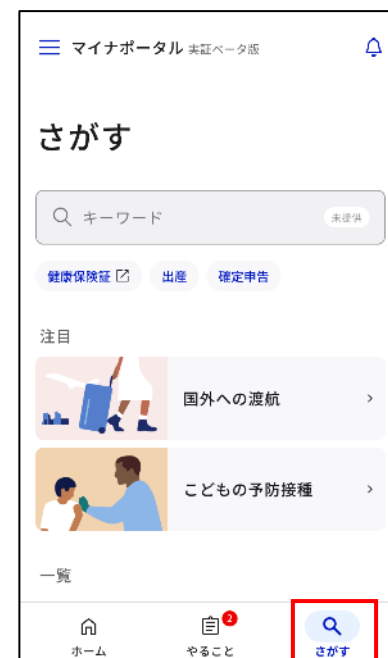 マイナポータル 実証ベータ版
さがす
キーワード 未提供
健康保険証 出産 確定申告
注目
国外への渡航
こどもの予防接種
一覧
2
ホーム やること さがす